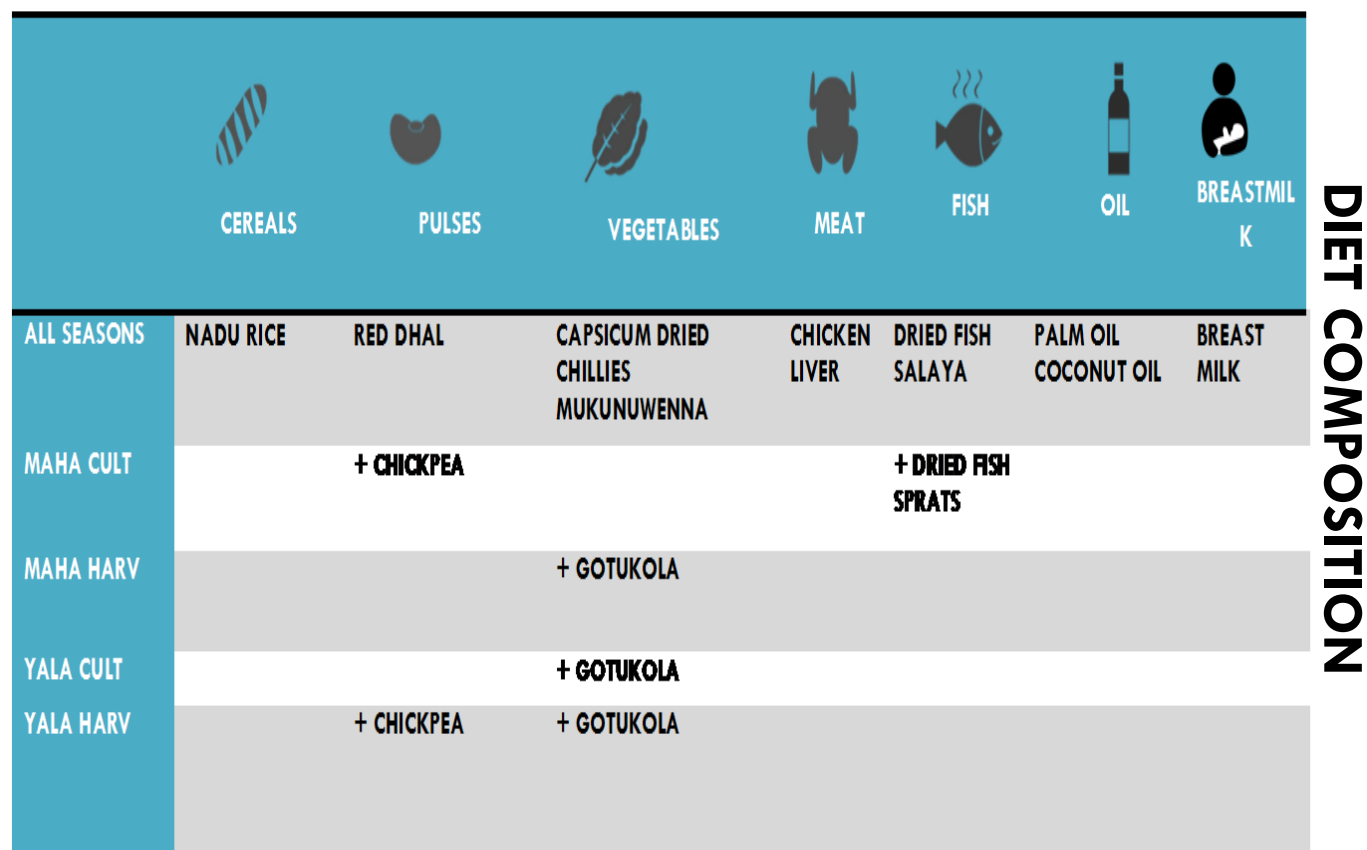 CEREALS
PULSES
VEGETABLES
MEAT
FISH
OIL
BREASTMIL
K
ALL SEASONS
NADU RICE
RED DHAL
CAPSICUM DRIED
CHILLIES
MUKUNUWENNA
CHICKEN
LIVER
DRIED FISH
SALAYA
PALM OIL
COCONUT OIL
BREAST
MILK
MAHA CULT
+ CHICKPEA
+ DRIED FISH
SPRATS
MAHA HARV
+ GOTUKOLA
YALA CULT
+ GOTUKOLA
YALA HARV
+ CHICKPEA
+ GOTUKOLA
DIET COMPOSITION